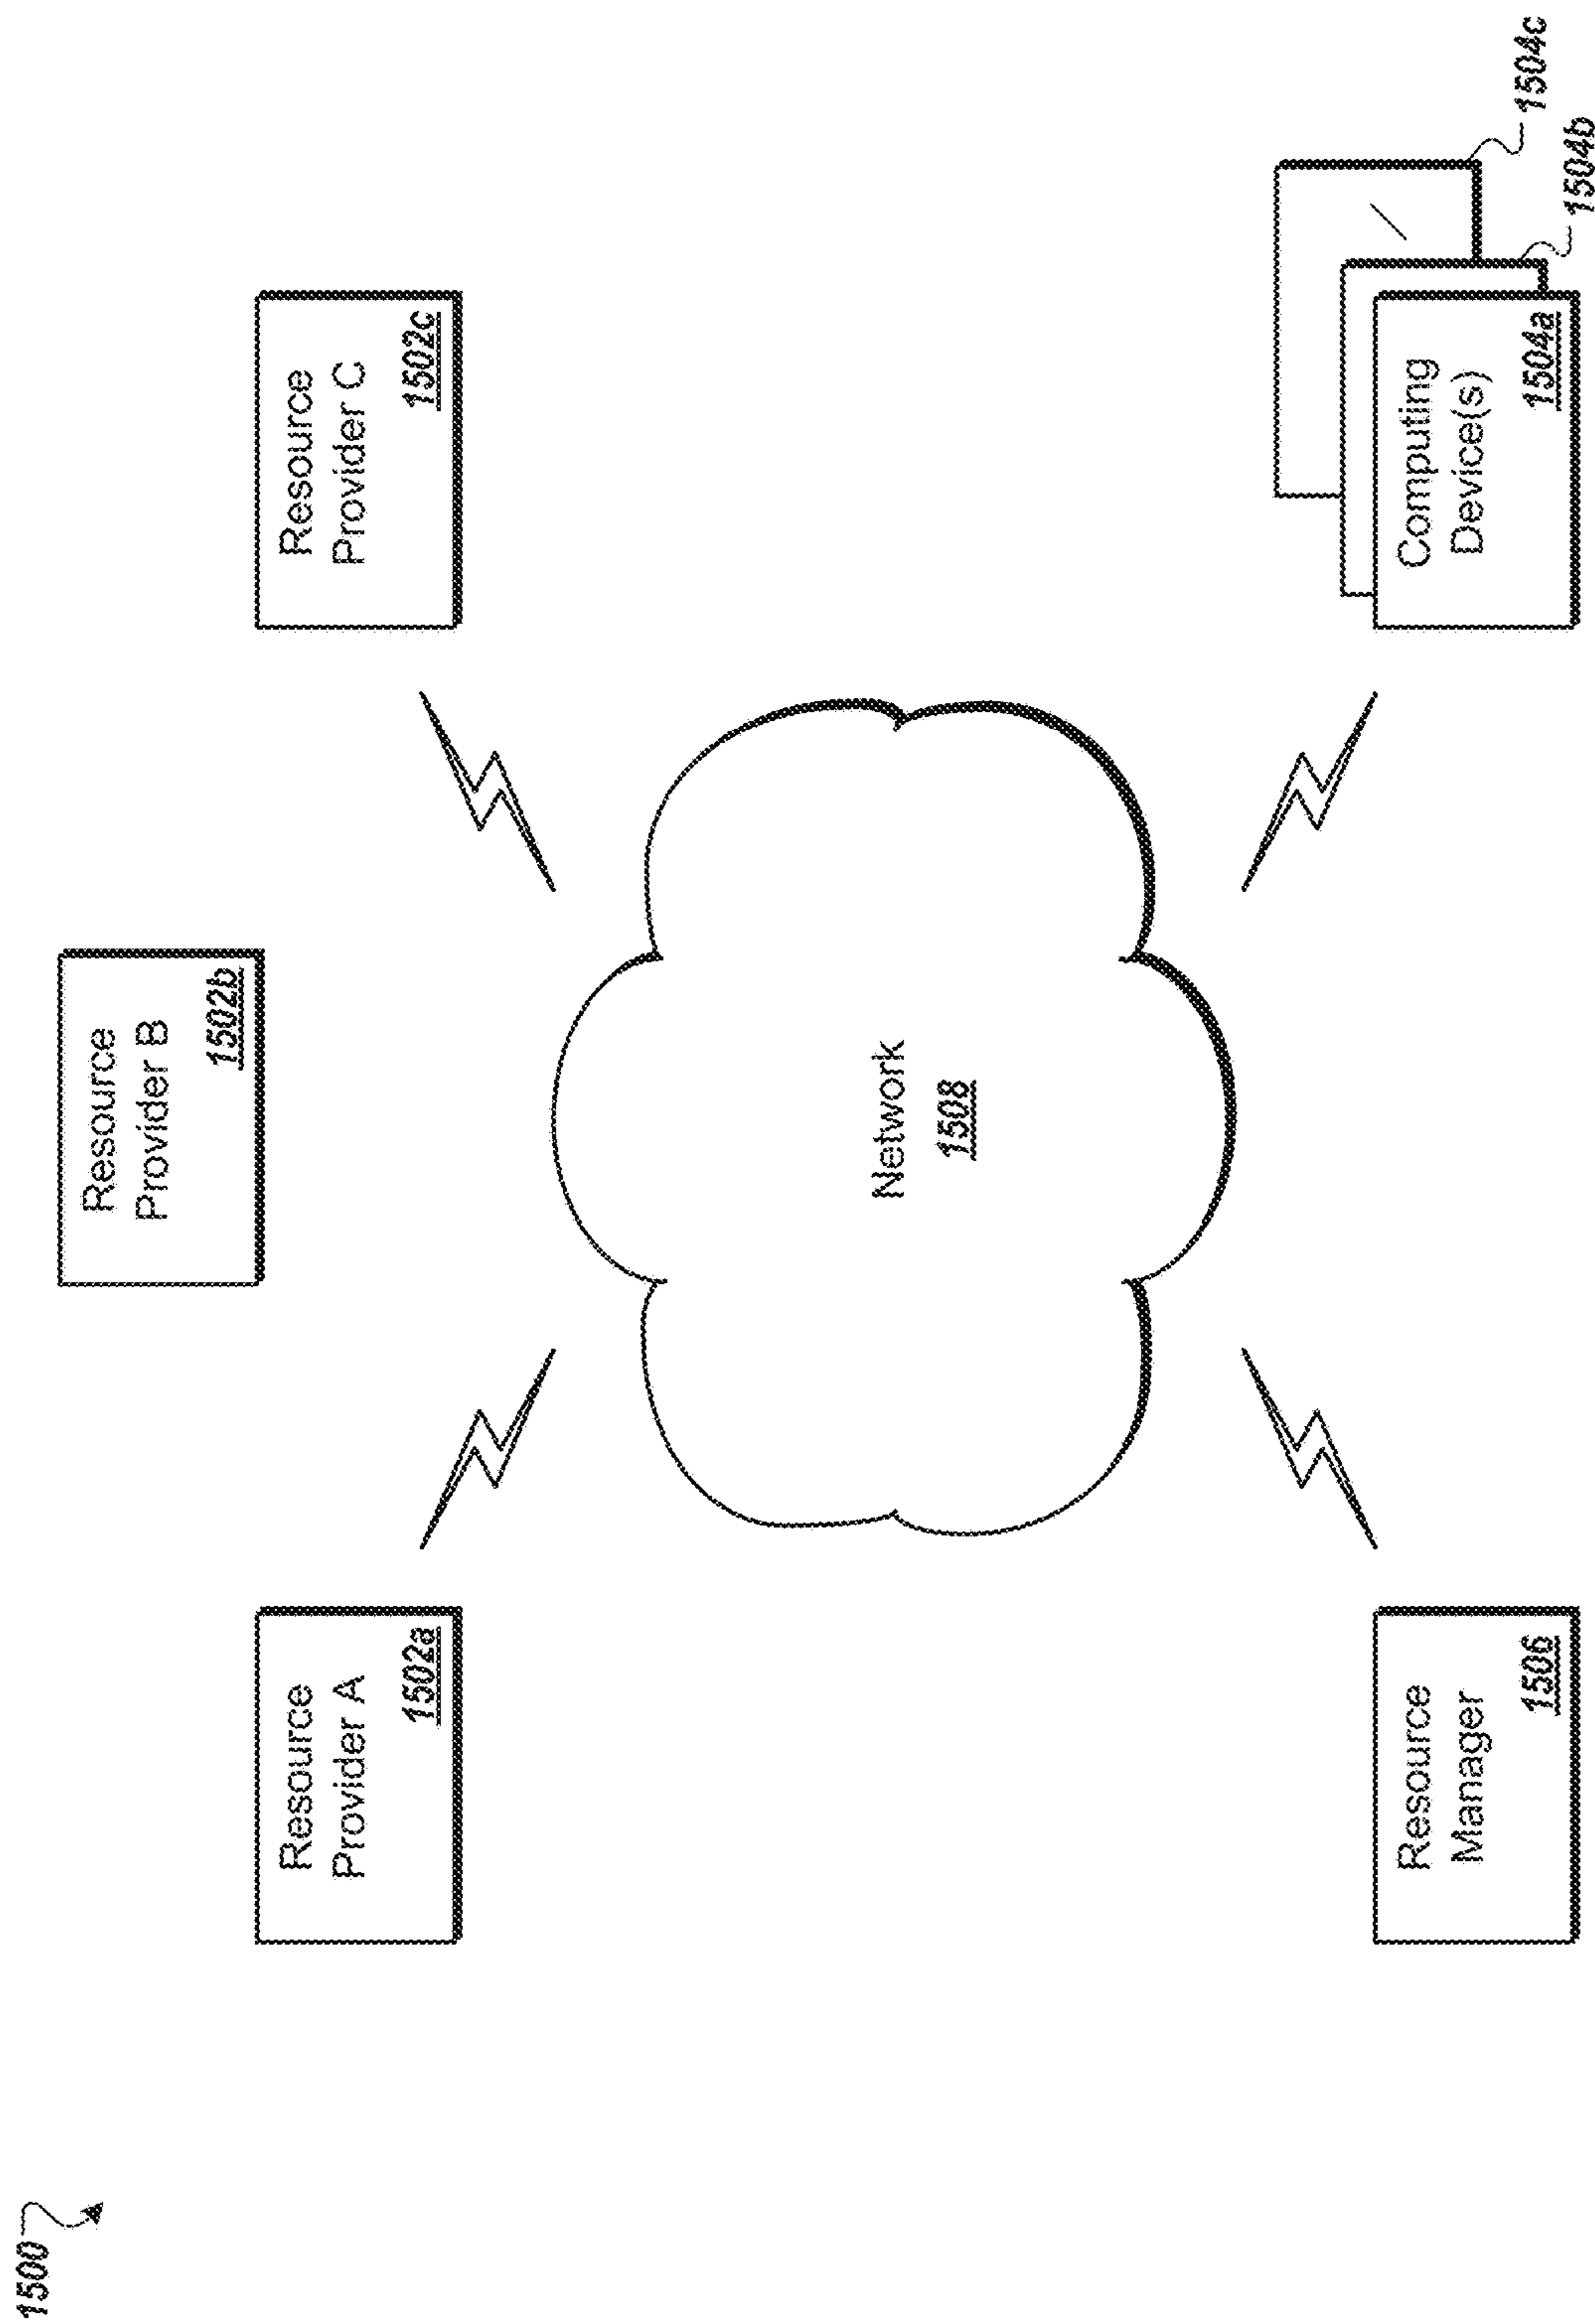 1500
Resource
Provider B
1502b
Resource
Provider A
1502a
Resource
Provider C
1502c
Network
1508
Resource
Manager
1506
Computing
Device(s)
1504a
1504b
1504c